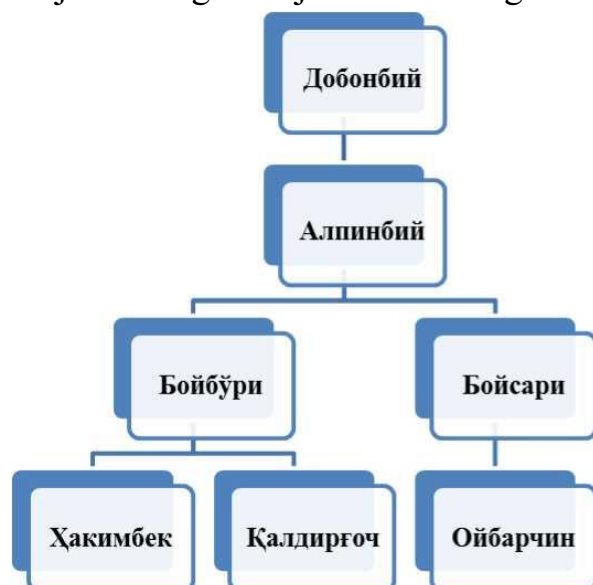 Добонбий
Алпинбий
Бойбўри
Бойсари
Ҳакимбек
Қалдирғоч
Ойбарчин